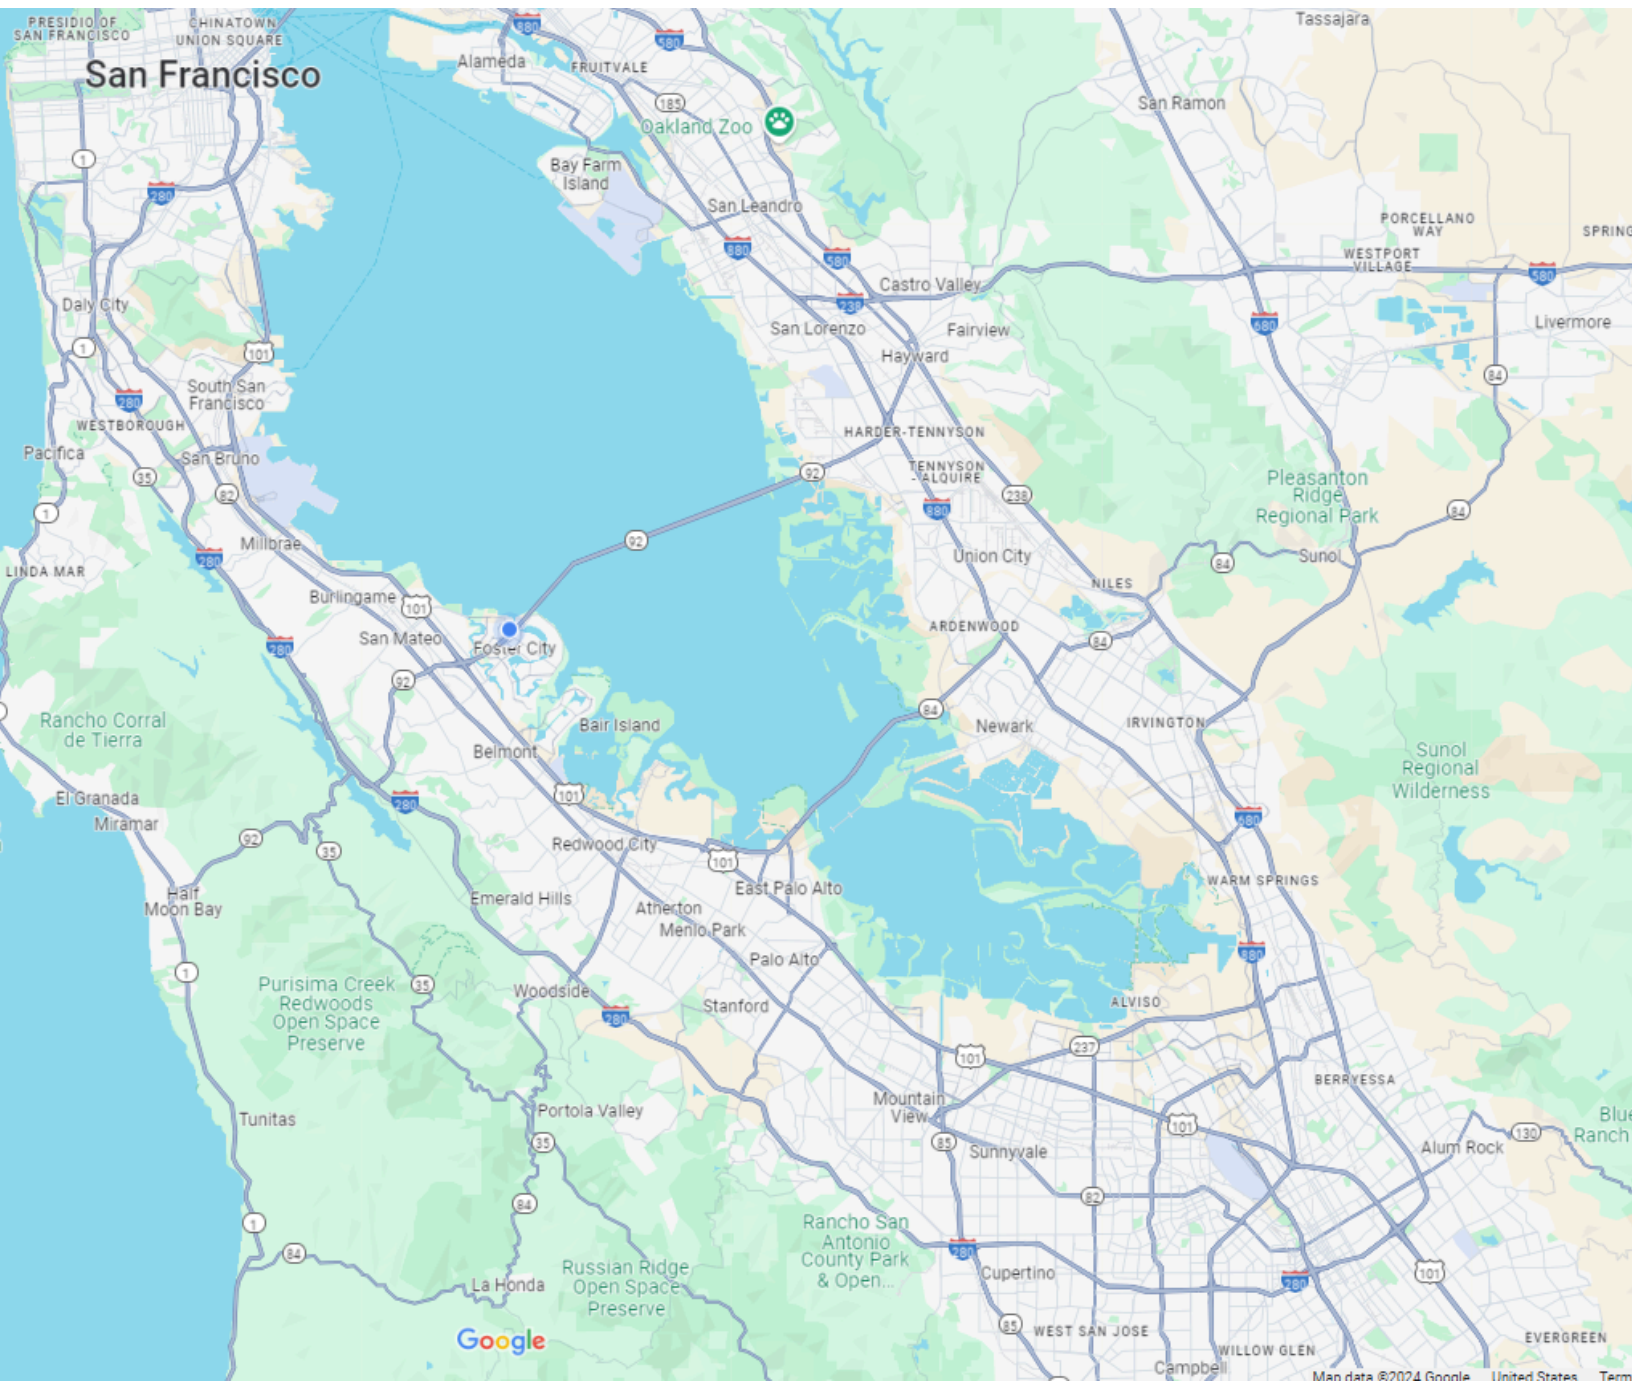 PRESIDIO OF
SAN FRANCISCO
CHINATOWN
UNION SQUARE
San Francisco
880
580
Tassajara
Alameda
FRUITVALE
185
San Ramon
Oakland Zoo
1
280
Bay Farm
Island
San Leandro
PORCELLANO
WAY
SPRING
880
580
WESTPORT
VILLAGE
580
Castro Valley
238
Daly City
San Lorenzo
Fairview
680
Livermore
1
101
Hayward
84
280
South San
Francisco
WESTBOROUGH
HARDER-TENNYSON
Pacifica
San Bruno
35
92
TENNYSON
- ALQUIRE
Pleasanton
Ridge
Regional Park
82
238
1
880
84
92
Millbrae
280
Union City
84
Sunol
LINDA MAR
NILES
Burlingame
101
San Mateo
ARDENWOOD
84
280
Foster City
92
84
Rancho Corral
de Tierra
Bair Island
Newark
IRVINGTON
Belmont
Sunol
Regional
Wilderness
El Granada
280
101
Miramar
680
92
35
Redwood City
101
Half
Moon Bay
East Palo Alto
WARM SPRINGS
Emerald Hills
Atherton
Menlo Park
880
1
Palo Alto
Purisima Creek
Redwoods
Open Space
Preserve
35
Woodside
Stanford
ALVISO
280
237
101
BERRYESSA
Tunitas
Portola Valley
Mountain
View
101
Blue
Ranch
35
85
Sunnyvale
130
Alum Rock
84
82
1
Rancho San
Antonio
County Park
& Open...
84
280
La Honda
Russian Ridge
Open Space
Preserve
Cupertino
280
101
Google
85
WEST SAN JOSE
WILLOW GLEN
EVERGREEN
Campbell
Map data ©2024 Google
United States
Term